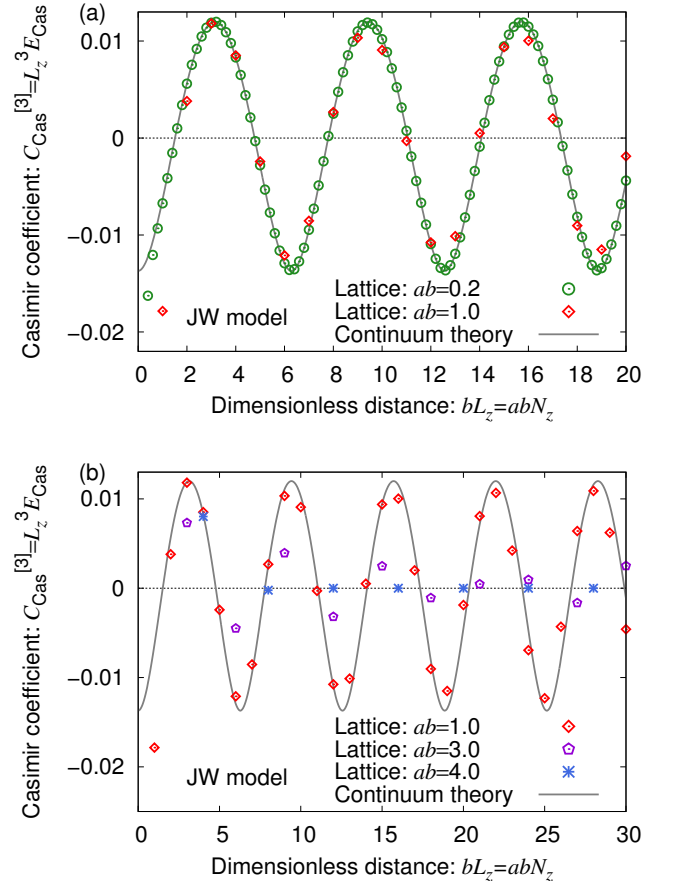 (a)
Casimir coefficient: C_Cas^[3]=L_z^3E_Cas
0.01
0
−0.01
−0.02
JW model
Lattice: ab=0.2
Lattice: ab=1.0
Continuum theory
0 2 4 6 8 10 12 14 16 18 20
Dimensionless distance: bL_z=abN_z
(b)
Casimir coefficient: C_Cas^[3]=L_z^3E_Cas
0.01
0
−0.01
−0.02
JW model
Lattice: ab=1.0
Lattice: ab=3.0
Lattice: ab=4.0
Continuum theory
0 5 10 15 20 25 30
Dimensionless distance: bL_z=abN_z